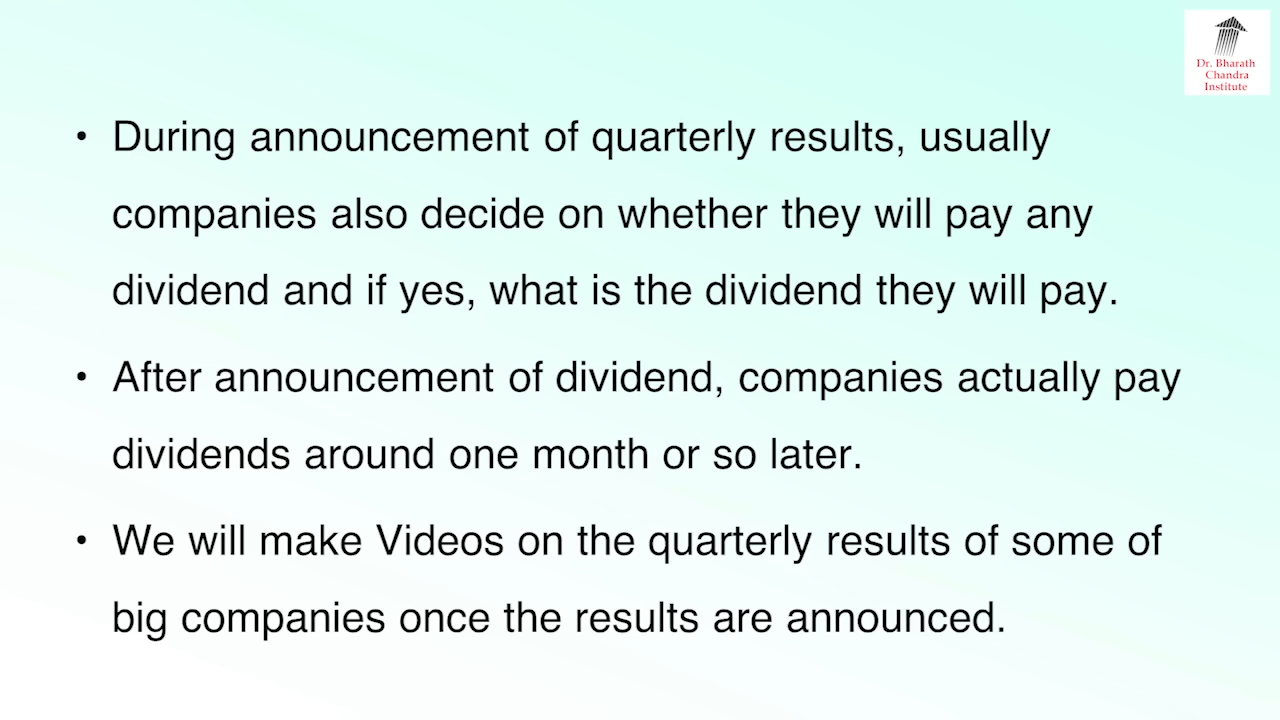 Dr. Bharath
Chandra
Institute
• During announcement of quarterly results, usually
companies also decide on whether they will pay any
dividend and if yes, what is the dividend they will pay.
• After announcement of dividend, companies actually pay
dividends around one month or so later.
• We will make Videos on the quarterly results of some of
big companies once the results are announced.